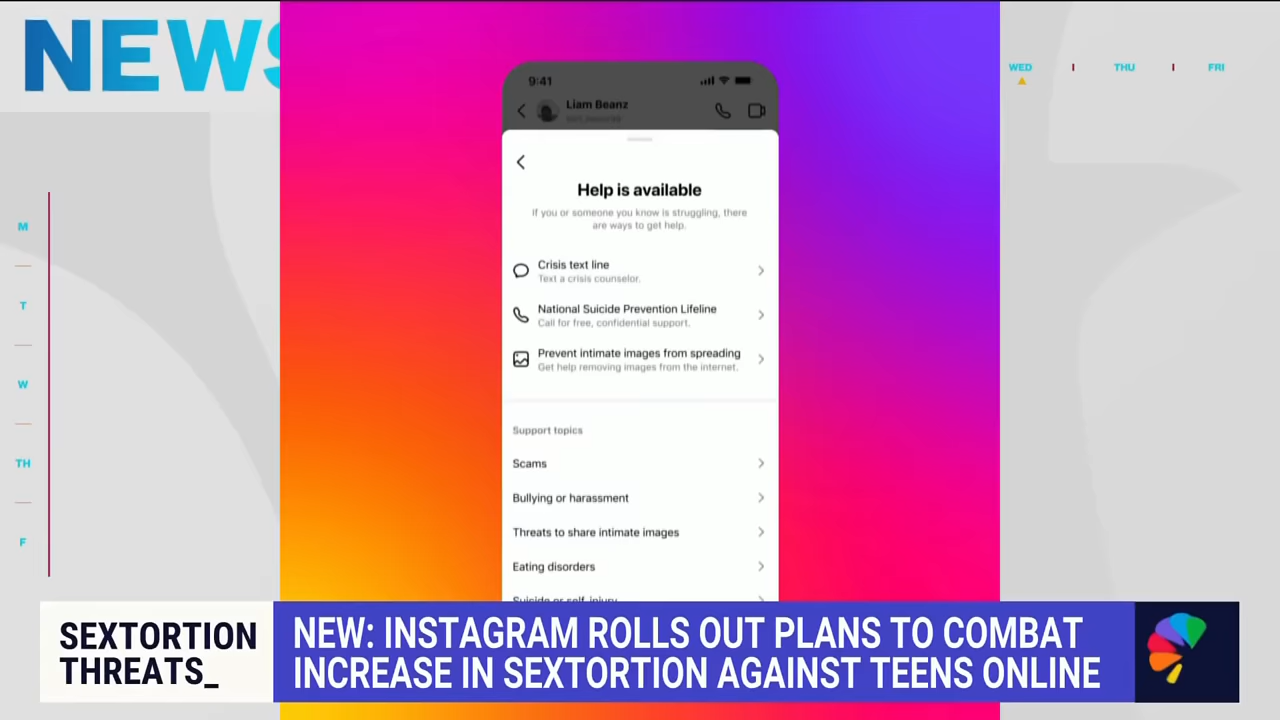 NEWS
WED
THU
FRI
M
T
W
TH
F
9:41
Liam Beanz
Help is available
If you or someone you know is struggling, there
are ways to get help.
Crisis text line
Text a crisis counselor.
National Suicide Prevention Lifeline
Call for free, confidential support.
Prevent intimate images from spreading
Get help removing images from the internet.
Support topics
Scams
Bullying or harassment
Threats to share intimate images
Eating disorders
Suicide or self-injury
SEXTORTION
THREATS_
NEW: INSTAGRAM ROLLS OUT PLANS TO COMBAT
INCREASE IN SEXTORTION AGAINST TEENS ONLINE